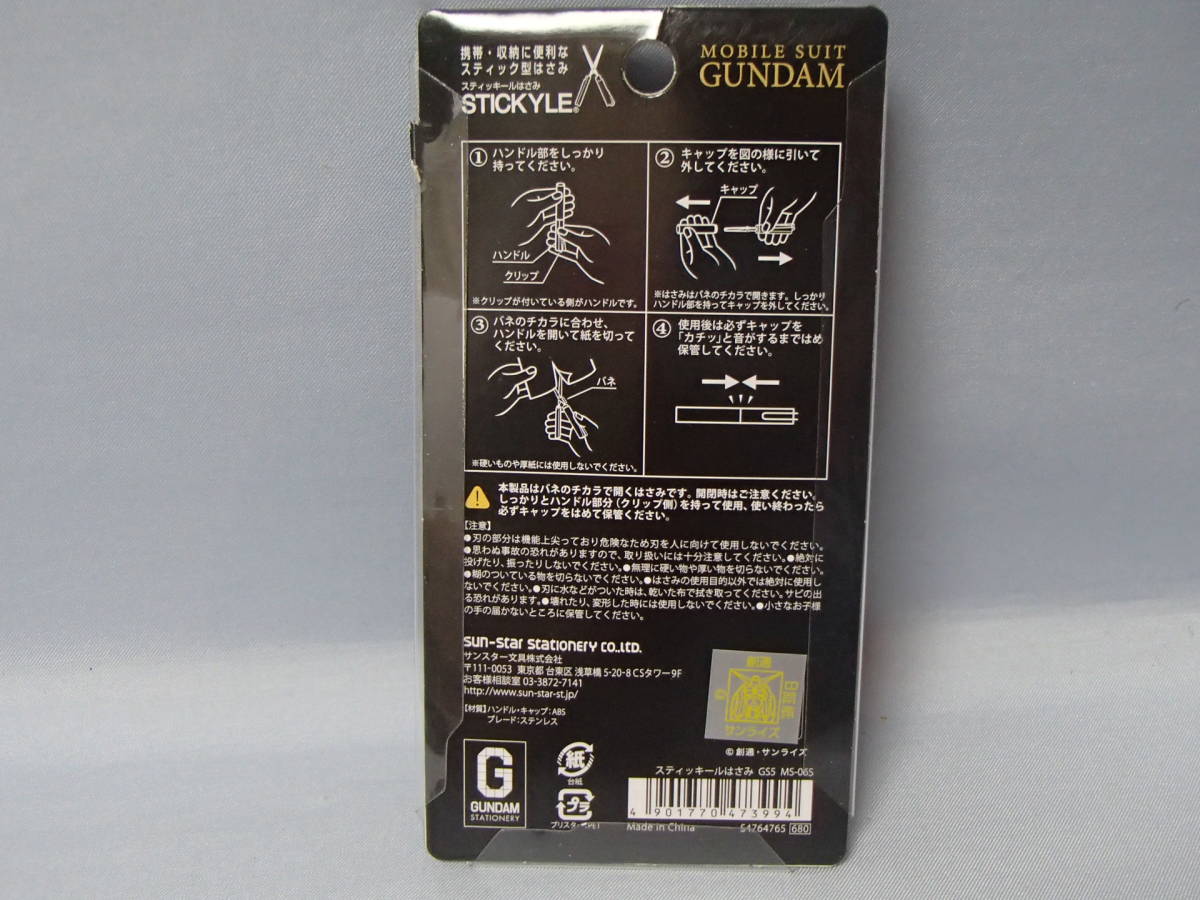 携帯・収納に便利な
スティック型はさみ
スティッキールはさみ
STICKYLE®
MOBILE SUIT
GUNDAM
① ハンドル部をしっかり
持ってください。
ハンドル
クリップ
※クリップが付いている側がハンドルです。
② キャップを図の様に引いて
外してください。
キャップ
※はさみはバネのチカラで開きます。しっかり
ハンドル部を持ってキャップを外してください。
③ バネのチカラに合わせ、
ハンドルを開いて紙を切って
ください。
バネ
※硬いものや厚紙には使用しないでください。
④ 使用後は必ずキャップを
「カチッ」と音がするまではめ
保管してください。
本製品はバネのチカラで開くはさみです。開閉時はご注意ください。
しっかりとハンドル部分（クリップ側）を持って使用、使い終わったら
必ずキャップをはめて保管ください。
【注意】
●刃の部分は機能上尖っており危険なため刃を人に向けて使用しないでください。
●思わぬ事故の恐れがありますので、取り扱いには十分注意してください。●絶対に
投げたり、振ったりしないでください。●無理に硬い物や厚い物を切らないでください。
●糊のついている物を切らないでください。●はさみの使用目的以外では絶対に使用し
ないでください。●刃に水などがついた時は、乾いた布で拭き取ってください。サビの出
る恐れがあります。●壊れたり、変形した時には使用しないでください。●小さなお子様
の手の届かないところに保管してください。
sun-star stationery co.,ltd.
サンスター文具株式会社
〒111-0053 東京都 台東区 浅草橋 5-20-8 CSタワー9F
お客様相談室 03-3872-7141
http://www.sun-star-st.jp/
【材質】ハンドル・キャップ：ABS
ブレード：ステンレス
創通
サンライズ
©創通・サンライズ
G
GUNDAM
STATIONERY
紙
台紙
プラ
スティッキールはさみ GS5 MS-06S
4 901770 473994
Made in China
S4764765 680